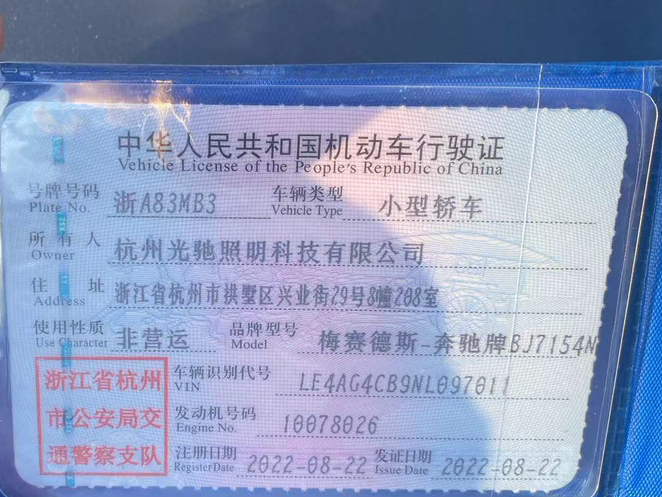 中华人民共和国机动车行驶证
Vehicle License of the People's Republic of China
号牌号码 浙A83MB3 车辆类型 小型轿车
Plate No. Vehicle Type
所有人 杭州光驰照明科技有限公司
Owner
住址 浙江省杭州市拱墅区兴业街29号8幢208室
Address
使用性质 非营运 品牌型号 梅赛德斯-奔驰牌BJ7154N
Use Character Model
浙江省杭州
市公安局交
通警察支队
车辆识别代号 LE4AG4CB9NL097011
VIN
发动机号码 10078026
Engine No.
注册日期 2022-08-22 发证日期 2022-08-22
Register Date Issue Date